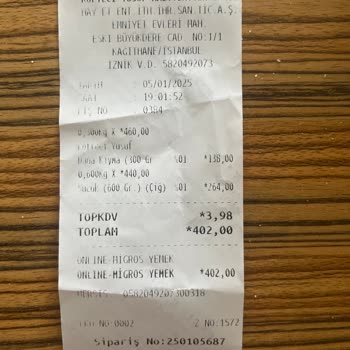 HAY.ET ENT.İTH.İHR.SAN.TİC.A.Ş.
EMNİYET EVLERİ MAH.
ESKİ BÜYÜKDERE CAD. NO:1/1
KAGITHANE/İSTANBUL
İZNİK V.D. 5820492073
TARİH : 05/01/2025
SAAT : 19:01:52
FİŞ NO : 0384
0,300Kg X *460,00
Yusuf
Dana Kıyma (300 Gr. %01 *138,00
0,600Kg X *440,00
Sucuk (600 Gr.) (Çiğ) %01 *264,00
TOPKDV *3,98
TOPLAM *402,00
ONLINE-MİGROS YEMEK
ONLINE-MİGROS YEMEK *402,00
MERSİS: 0582049207300318
EKÜ NO:0002 Z NO:1572
Sipariş No:250105687